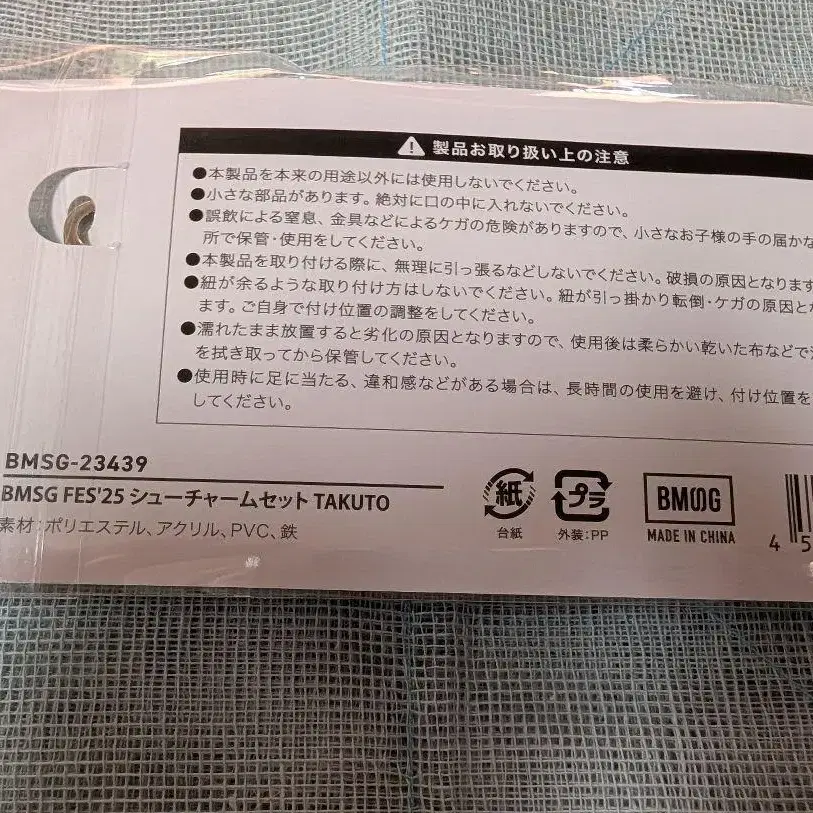 製品お取り扱い上の注意
●本製品を本来の用途以外には使用しないでください。
●小さな部品があります。絶対に口の中に入れないでください。
●誤飲による窒息、金具などによるケガの危険がありますので、小さなお子様の手の届かな
所で保管・使用をしてください。
●本製品を取り付ける際に、無理に引っ張るなどしないでください。破損の原因となります
●紐が余るような取り付け方はしないでください。紐が引っ掛かり転倒・ケガの原因と
ます。ご自身で付け位置の調整をしてください。
●濡れたまま放置すると劣化の原因となりますので、使用後は柔らかい乾いた布などで
を拭き取ってから保管してください。
●使用時に足に当たる、違和感などがある場合は、長時間の使用を避け、付け位置を
してください。
BMSG-23439
BMSG FES'25 シューチャームセット TAKUTO
素材:ポリエステル、アクリル、PVC、鉄
紙
台紙
プラ
外装:PP
BMSG
MADE IN CHINA
4 5